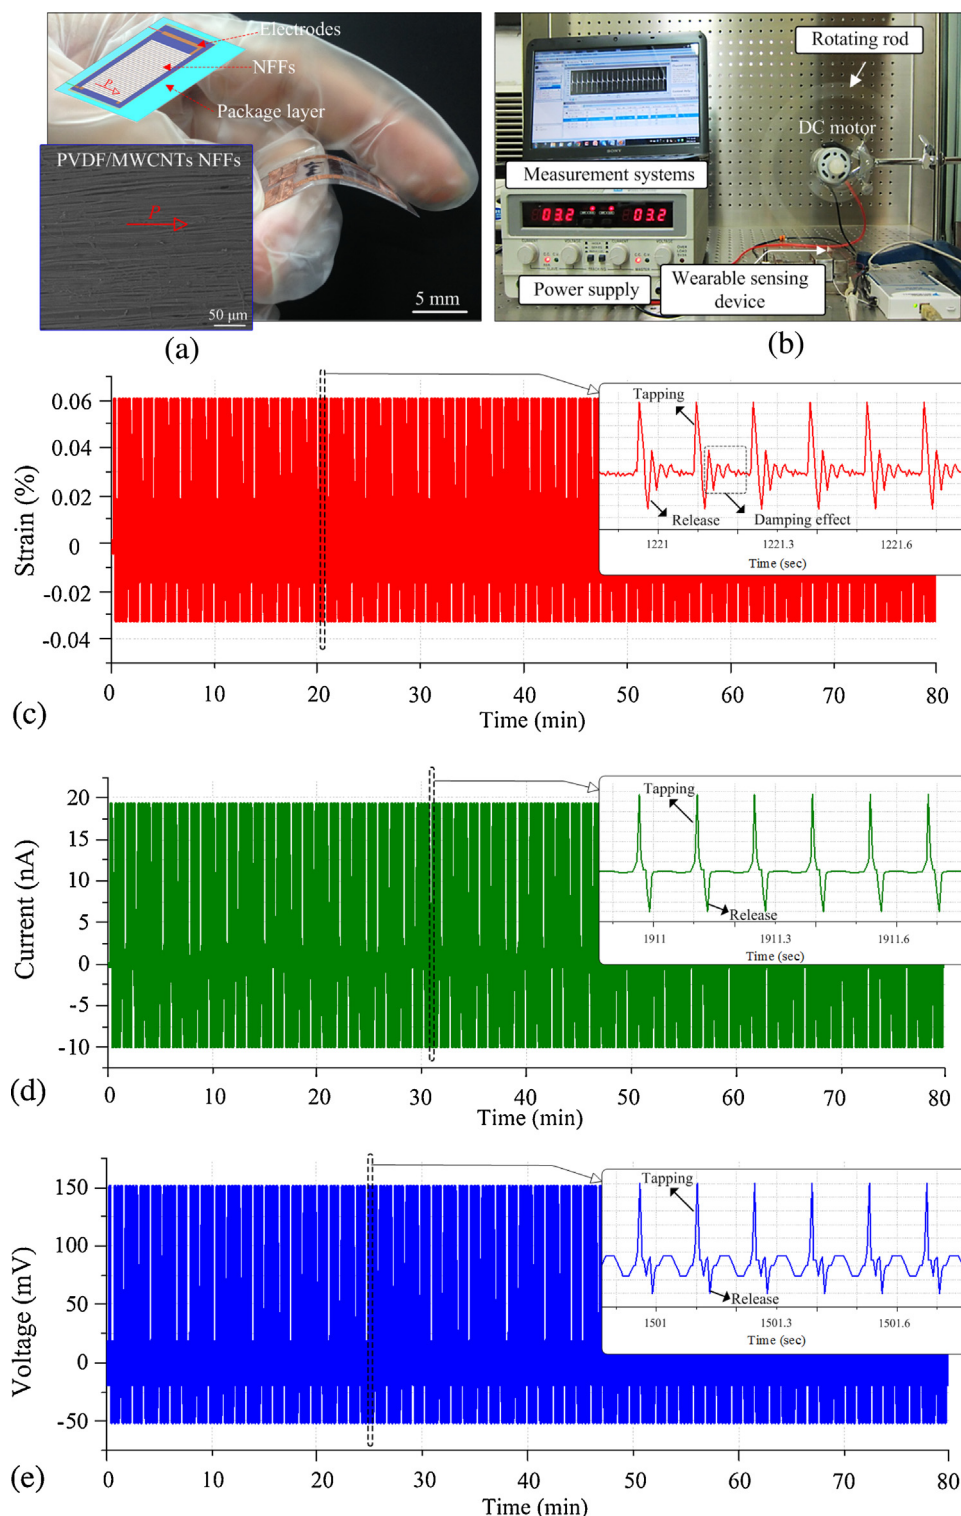 Electrodes
NFFs
Package layer
PVDF/MWCNTs NFFs
P
P
50 μm
5 mm
(a)
Rotating rod
DC motor
SONY
Measurement systems
03.2 03.2
Power supply
Wearable sensing
device
(b)
0.06
0.04
0.02
0
-0.02
-0.04
Strain (%)
0 10 20 30 40 50 60 70 80
Time (min)
Tapping
Release
Damping effect
1221 1221.3 1221.6
Time (sec)
(c)
20
15
10
5
0
-5
-10
Current (nA)
0 10 20 30 40 50 60 70 80
Time (min)
Tapping
Release
1911 1911.3 1911.6
Time (sec)
(d)
150
100
50
0
-50
Voltage (mV)
0 10 20 30 40 50 60 70 80
Time (min)
Tapping
Release
1501 1501.3 1501.6
Time (sec)
(e)